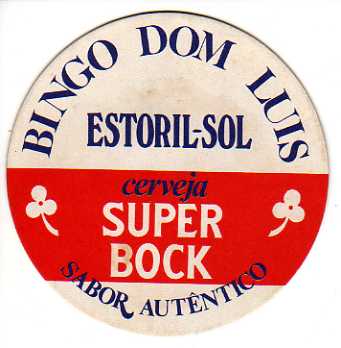 BINGO DOM LUIS
ESTORIL-SOL
cerveja
SUPER
BOCK
SABOR AUTÊNTICO